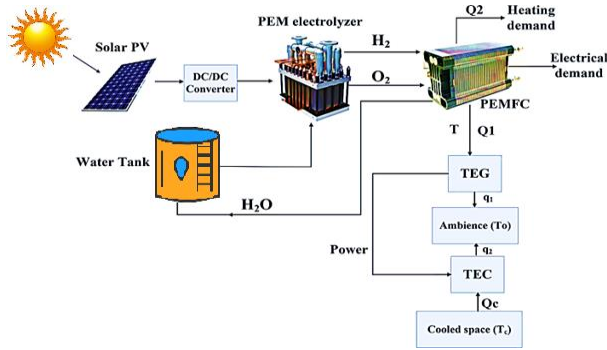 Q2
Heating
demand
PEM electrolyzer
Solar PV
H₂
Electrical
demand
DC/DC
Converter
O₂
PEMFC
T
Q1
Water Tank
TEG
q₁
H₂O
Ambience (To)
Power
q₂
TEC
Qc
Cooled space (T꜀)